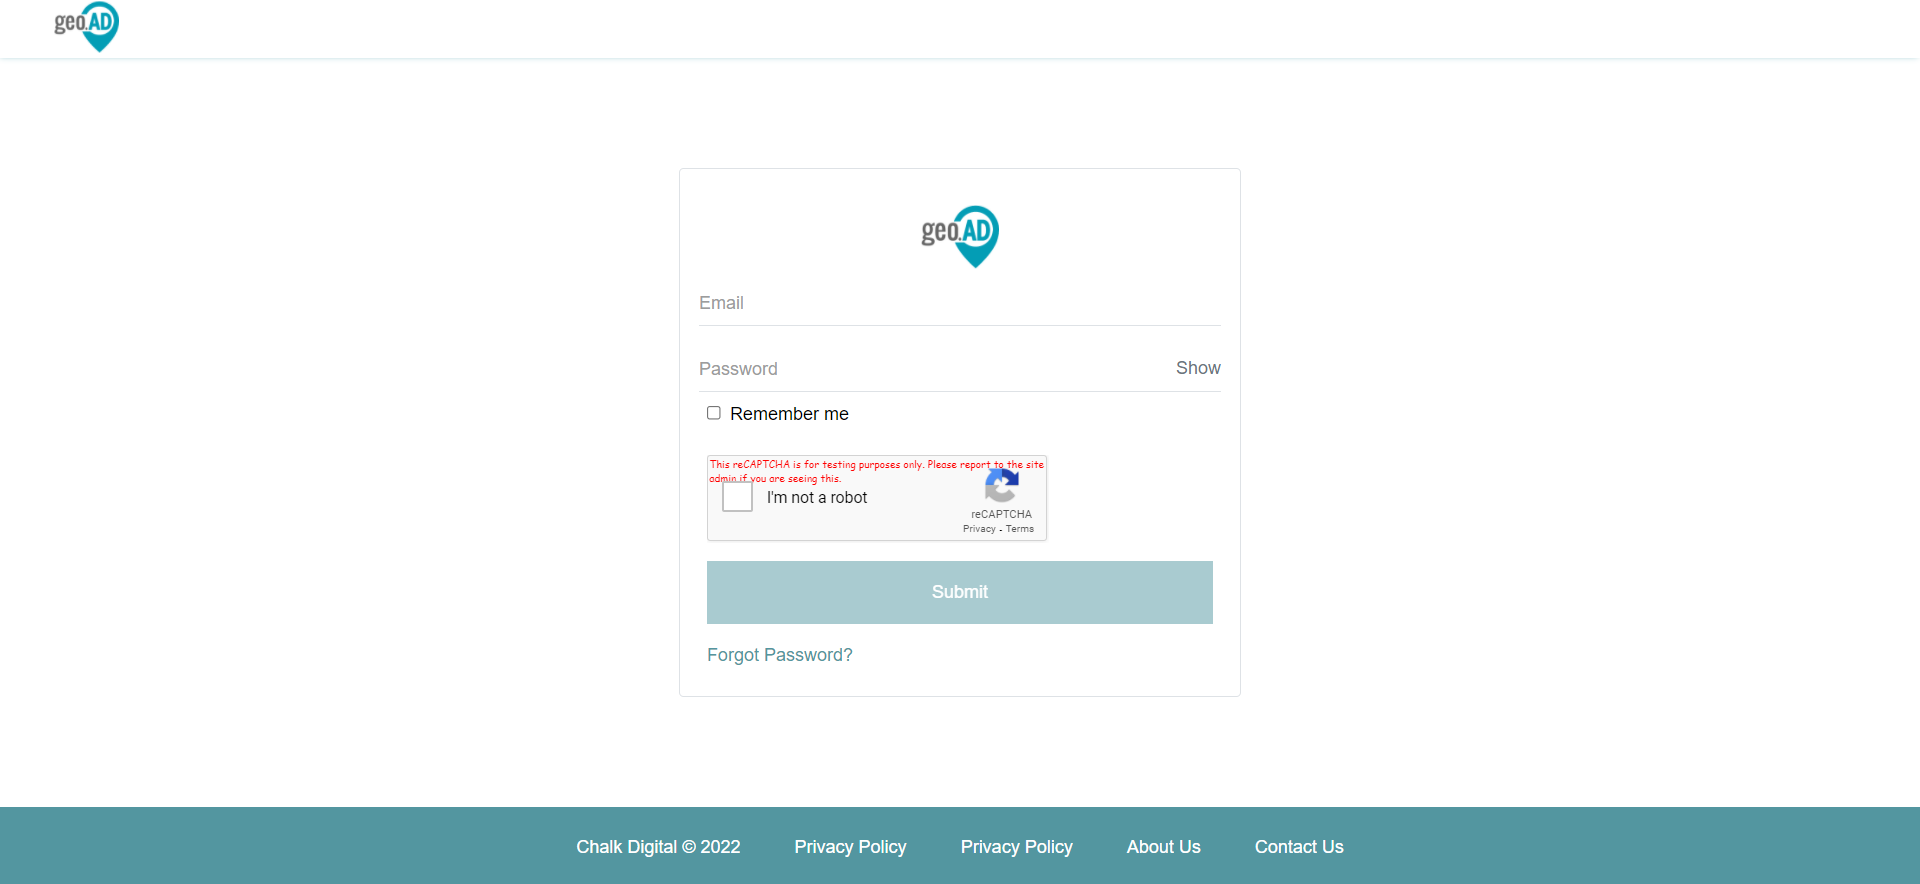 geo.AD
geo.AD
Email
Password
Show
Remember me
This reCAPTCHA is for testing purposes only. Please report to the site
admin if you are seeing this.
I'm not a robot
reCAPTCHA
Privacy - Terms
Submit
Forgot Password?
Chalk Digital © 2022 Privacy Policy Privacy Policy About Us Contact Us